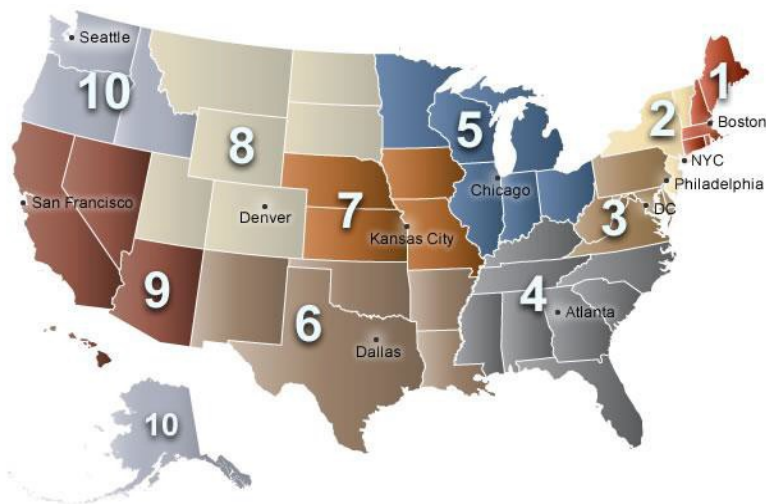 Seattle
10
1
2
Boston
5
8
NYC
Philadelphia
Chicago
San Francisco
7
3
DC
Denver
Kansas City
9
4
6
Atlanta
Dallas
10